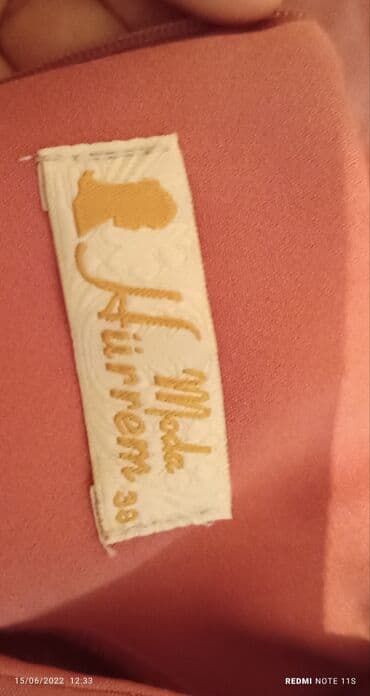 Hürrem 38
Moda
15/06/2022 12:33
REDMI NOTE 11S